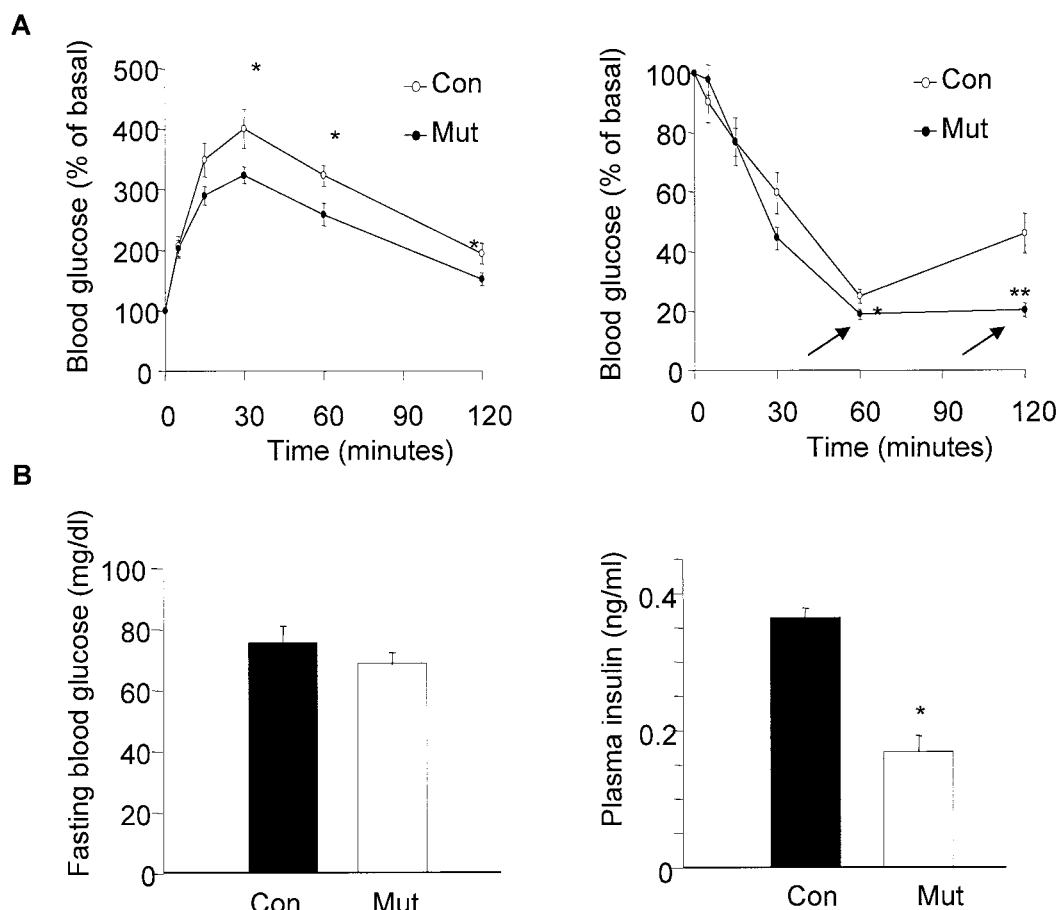 A
Blood glucose (% of basal)
500
400
300
200
100
0
*
*
*
Con
Mut
0 30 60 90 120
Time (minutes)
Blood glucose (% of basal)
100
80
60
40
20
0
Con
Mut
*
**
0 30 60 90 120
Time (minutes)
B
Fasting blood glucose (mg/dl)
100
80
60
40
20
0
Con Mut
Plasma insulin (ng/ml)
0.4
0.2
0
*
Con Mut